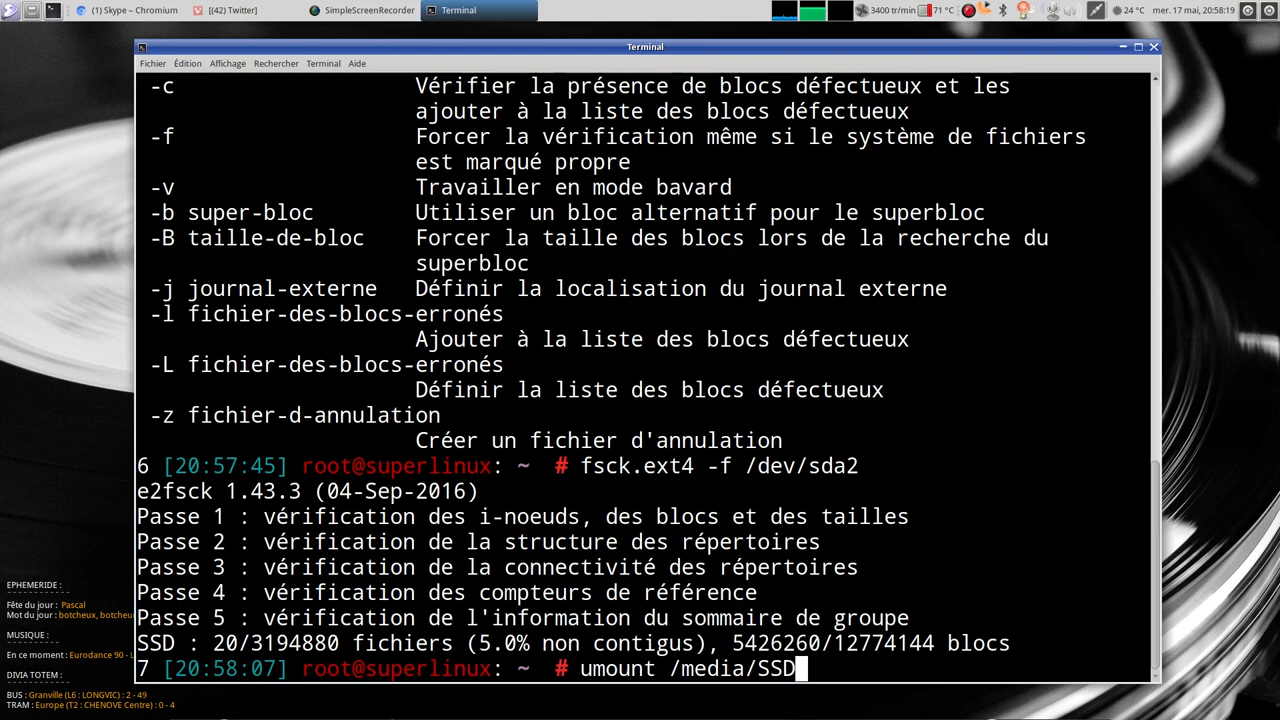 (1) Skype – Chromium
[(42) Twitter]
SimpleScreenRecorder
Terminal
3400 tr/min
71 °C
24 °C
mer. 17 mai, 20:58:19
Terminal
Fichier Édition Affichage Rechercher Terminal Aide
-c Vérifier la présence de blocs défectueux et les
ajouter à la liste des blocs défectueux
-f Forcer la vérification même si le système de fichiers
est marqué propre
-v Travailler en mode bavard
-b super-bloc Utiliser un bloc alternatif pour le superbloc
-B taille-de-bloc Forcer la taille des blocs lors de la recherche du
superbloc
-j journal-externe Définir la localisation du journal externe
-l fichier-des-blocs-erronés
Ajouter à la liste des blocs défectueux
-L fichier-des-blocs-erronés
Définir la liste des blocs défectueux
-z fichier-d-annulation
Créer un fichier d'annulation
6 [20:57:45] root@superlinux: ~ # fsck.ext4 -f /dev/sda2
e2fsck 1.43.3 (04-Sep-2016)
Passe 1 : vérification des i-noeuds, des blocs et des tailles
Passe 2 : vérification de la structure des répertoires
Passe 3 : vérification de la connectivité des répertoires
Passe 4 : vérification des compteurs de référence
Passe 5 : vérification de l'information du sommaire de groupe
SSD : 20/3194880 fichiers (5.0% non contigus), 5426260/12774144 blocs
7 [20:58:07] root@superlinux: ~ # umount /media/SSD
EPHEMERIDE :
Fête du jour : Pascal
Mot du jour : botcheux, botcheu
MUSIQUE :
En ce moment : Eurodance 90 - L
DIVIA TOTEM :
BUS : Granville (L6 : LONGVIC) : 2 - 49
TRAM : Europe (T2 : CHENOVE Centre) : 0 - 4